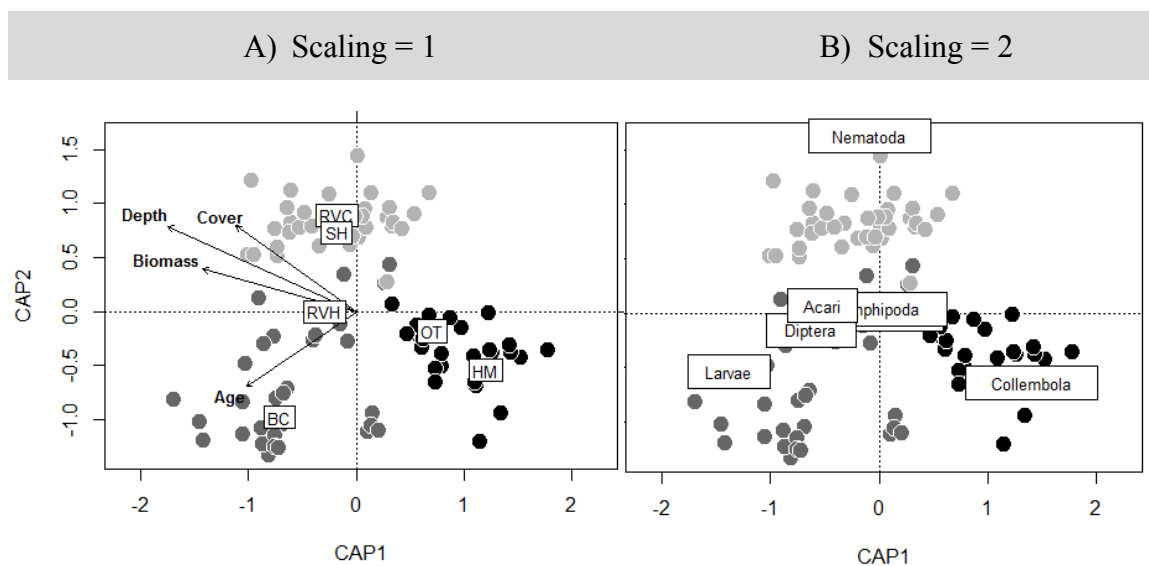 A) Scaling = 1
B) Scaling = 2
1.5
1.0
0.5
0.0
-0.5
-1.0
CAP2
Depth
Cover
Biomass
Age
RVC
SH
RVH
OT
HM
BC
-2
-1
0
1
2
CAP1
Nematoda
Acari
mphipoda
Diptera
Larvae
Collembola
-2
-1
0
1
2
CAP1